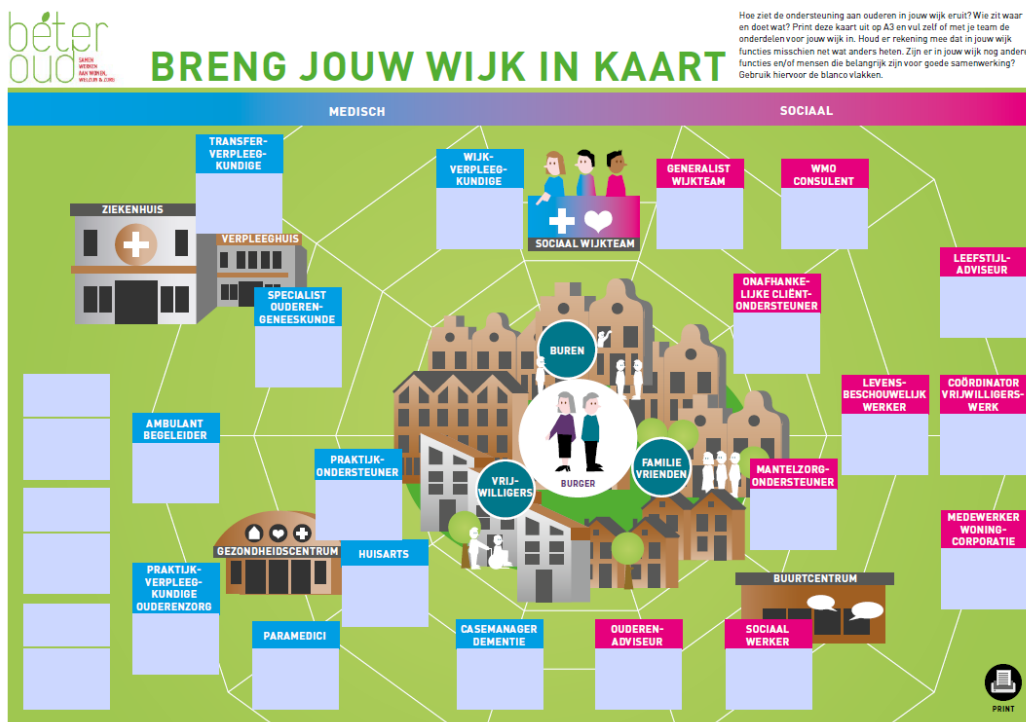 béter
oud
SAMEN
WERKEN
AAN WONEN,
WELZIJN & ZORG
BRENG JOUW WIJK IN KAART
Hoe ziet de ondersteuning aan ouderen in jouw wijk eruit? Wie zit waar
en doet wat? Print deze kaart uit op A3 en vul zelf of met je team de
onderdelen voor jouw wijk in. Houd er rekening mee dat in jouw wijk
functies misschien net wat anders heten. Zijn er in jouw wijk nog andere
functies en/of mensen die belangrijk zijn voor goede samenwerking?
Gebruik hiervoor de blanco vlakken.
MEDISCH
SOCIAAL
TRANSFER-
VERPLEEG-
KUNDIGE
WIJK-
VERPLEEG-
KUNDIGE
GENERALIST
WIJKTEAM
WMO
CONSULENT
ZIEKENHUIS
VERPLEEGHUIS
SOCIAAL WIJKTEAM
LEEFSTIJL-
ADVISEUR
SPECIALIST
OUDEREN-
GENEESKUNDE
ONAFHANKE-
LIJKE CLIËNT-
ONDERSTEUNER
BUREN
LEVENS-
BESCHOUWELIJK
WERKER
COÖRDINATOR
VRIJWILLIGERS-
WERK
AMBULANT
BEGELEIDER
PRAKTIJK-
ONDERSTEUNER
VRIJ-
WILLIGERS
BURGER
FAMILIE
VRIENDEN
MANTELZORG-
ONDERSTEUNER
MEDEWERKER
WONING-
CORPORATIE
GEZONDHEIDSCENTRUM
HUISARTS
PRAKTIJK-
VERPLEEG-
KUNDIGE
OUDERENZORG
BUURTCENTRUM
PARAMEDICI
CASEMANAGER
DEMENTIE
OUDEREN-
ADVISEUR
SOCIAAL
WERKER
PRINT